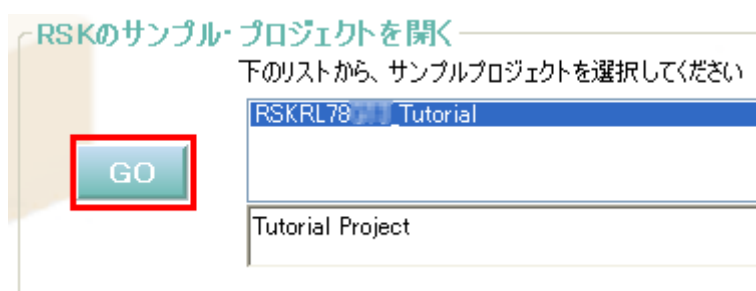 RSKのサンプル・プロジェクトを開く
下のリストから、サンプルプロジェクトを選択してください
RSKRL78 _Tutorial
GO
Tutorial Project